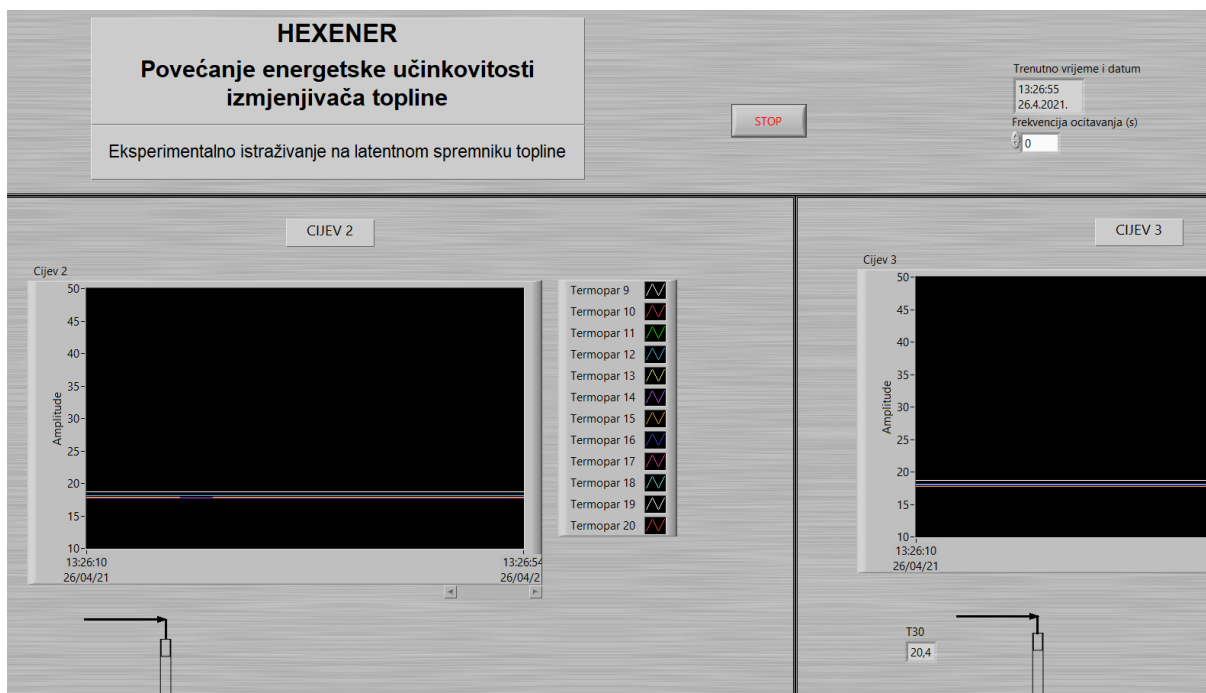 HEXENER
Povećanje energetske učinkovitosti
izmjenjivača topline
Eksperimentalno istraživanje na latentnom spremniku topline
STOP
Trenutno vrijeme i datum
13:26:55
26.4.2021.
Frekvencija ocitavanja (s)
0
CIJEV 2
Cijev 2
Amplitude
50
45
40
35
30
25
20
15
10
13:26:10
26/04/21
13:26:54
26/04/2
Termopar 9
Termopar 10
Termopar 11
Termopar 12
Termopar 13
Termopar 14
Termopar 15
Termopar 16
Termopar 17
Termopar 18
Termopar 19
Termopar 20
CIJEV 3
Cijev 3
Amplitude
50
45
40
35
30
25
20
15
10
13:26:10
26/04/21
T30
20,4